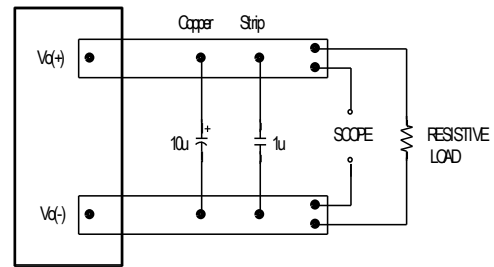 Copper Strip
Vo(+)
10u
+
1u
SCOPE
RESISTIVE
LOAD
Vo(-)